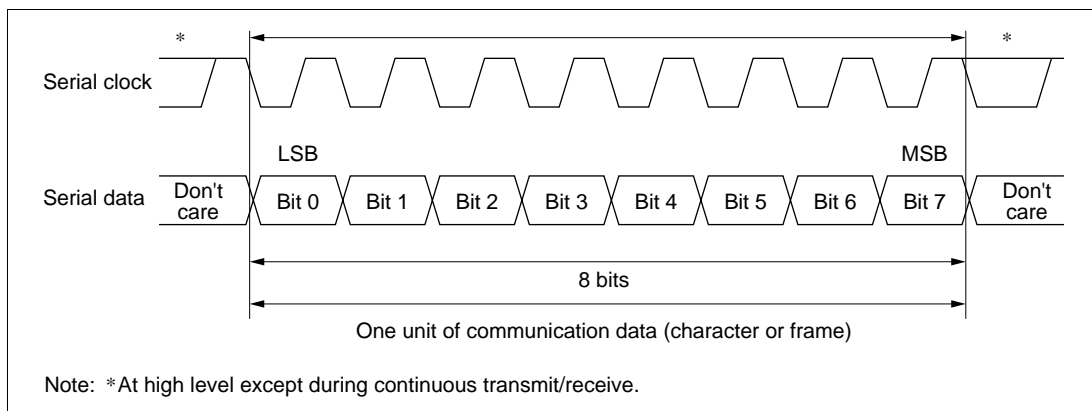 * *
Serial clock
LSB MSB
Serial data Don't care Bit 0 Bit 1 Bit 2 Bit 3 Bit 4 Bit 5 Bit 6 Bit 7 Don't care
8 bits
One unit of communication data (character or frame)
Note: *At high level except during continuous transmit/receive.